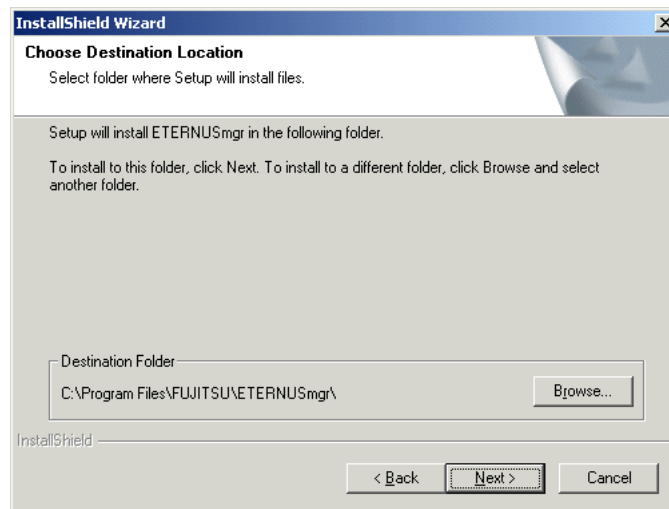 InstallShield Wizard
Choose Destination Location
Select folder where Setup will install files.
Setup will install ETERNUSmgr in the following folder.
To install to this folder, click Next. To install to a different folder, click Browse and select
another folder.
Destination Folder
C:\Program Files\FUJITSU\ETERNUSmgr\
Browse...
InstallShield
< Back
Next >
Cancel